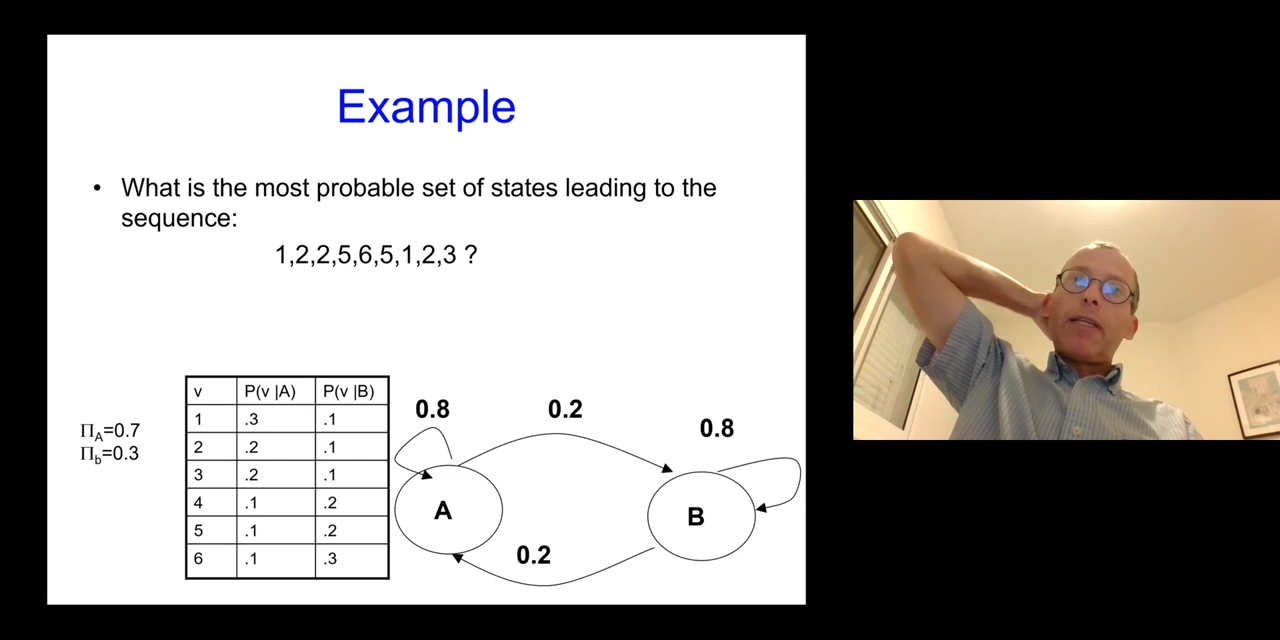 Example
• What is the most probable set of states leading to the
sequence:
1,2,2,5,6,5,1,2,3 ?
v P(v |A) P(v |B)
1 .3 .1
2 .2 .1
3 .2 .1
4 .1 .2
5 .1 .2
6 .1 .3
Π_A=0.7
Π_b=0.3
0.8
0.2
0.8
A
B
0.2